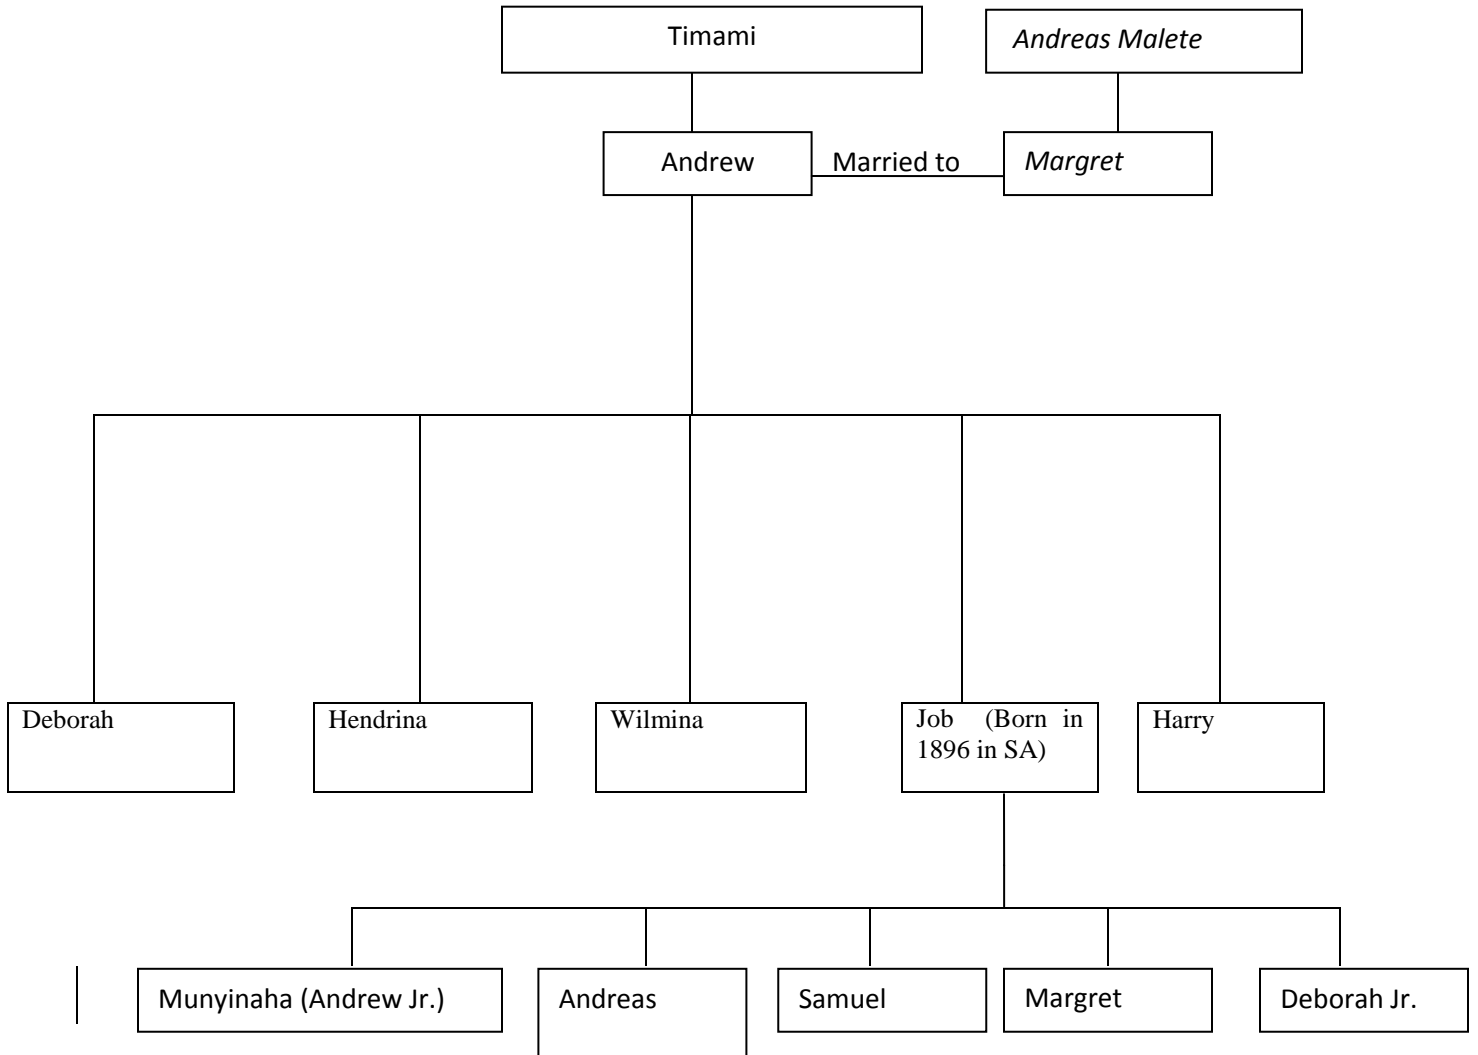 Timami
Andreas Malete
Andrew
Married to
Margret
Deborah
Hendrina
Wilmina
Job (Born in
1896 in SA)
Harry
Munyinaha (Andrew Jr.)
Andreas
Samuel
Margret
Deborah Jr.